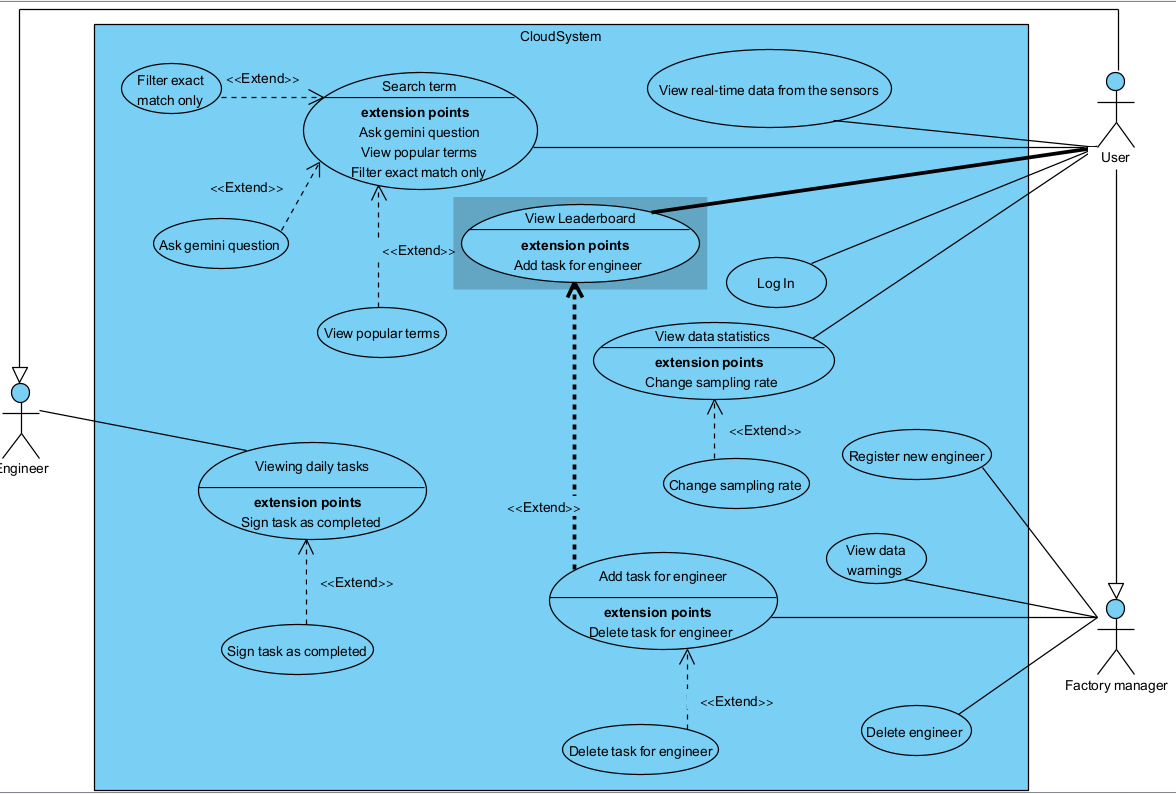 CloudSystem
Filter exact
match only
<<Extend>>
Search term
extension points
Ask gemini question
View popular terms
Filter exact match only
View real-time data from the sensors
User
<<Extend>>
Ask gemini question
<<Extend>>
View Leaderboard
extension points
Add task for engineer
Log In
View popular terms
View data statistics
extension points
Change sampling rate
<<Extend>>
Change sampling rate
Engineer
Viewing daily tasks
extension points
Sign task as completed
<<Extend>>
Sign task as completed
<<Extend>>
Register new engineer
View data
warnings
Add task for engineer
extension points
Delete task for engineer
<<Extend>>
Delete task for engineer
Factory manager
Delete engineer